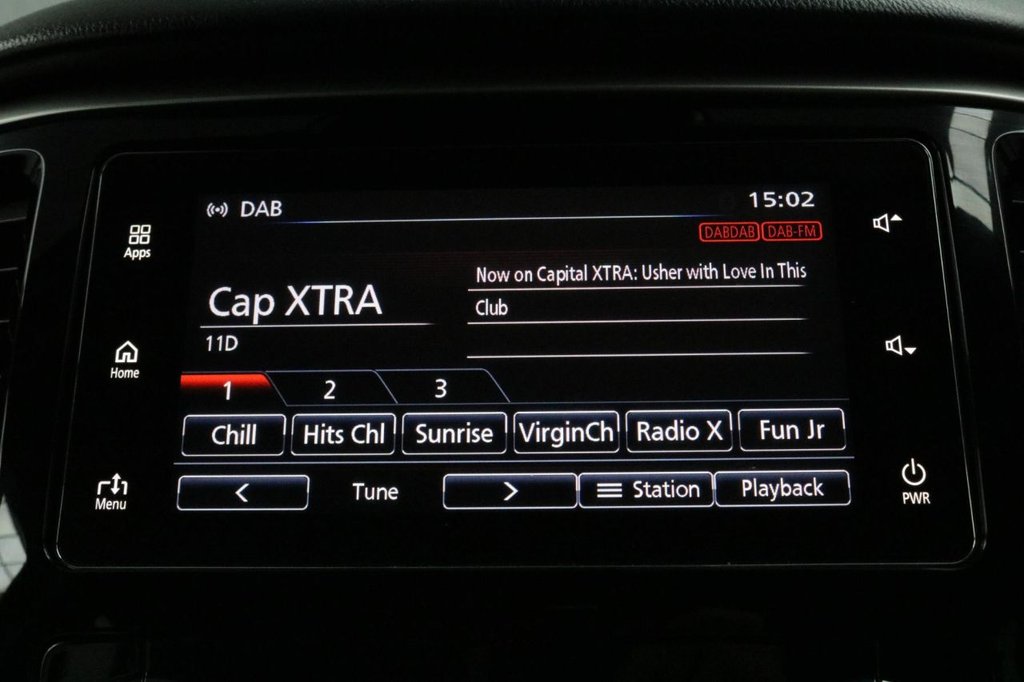 DAB
15:02
DABDAB DAB-FM
Apps
Now on Capital XTRA: Usher with Love In This
Cap XTRA
Club
11D
Home
1 2 3
Chill Hits Chl Sunrise VirginCh Radio X Fun Jr
Menu
< Tune > Station Playback
PWR